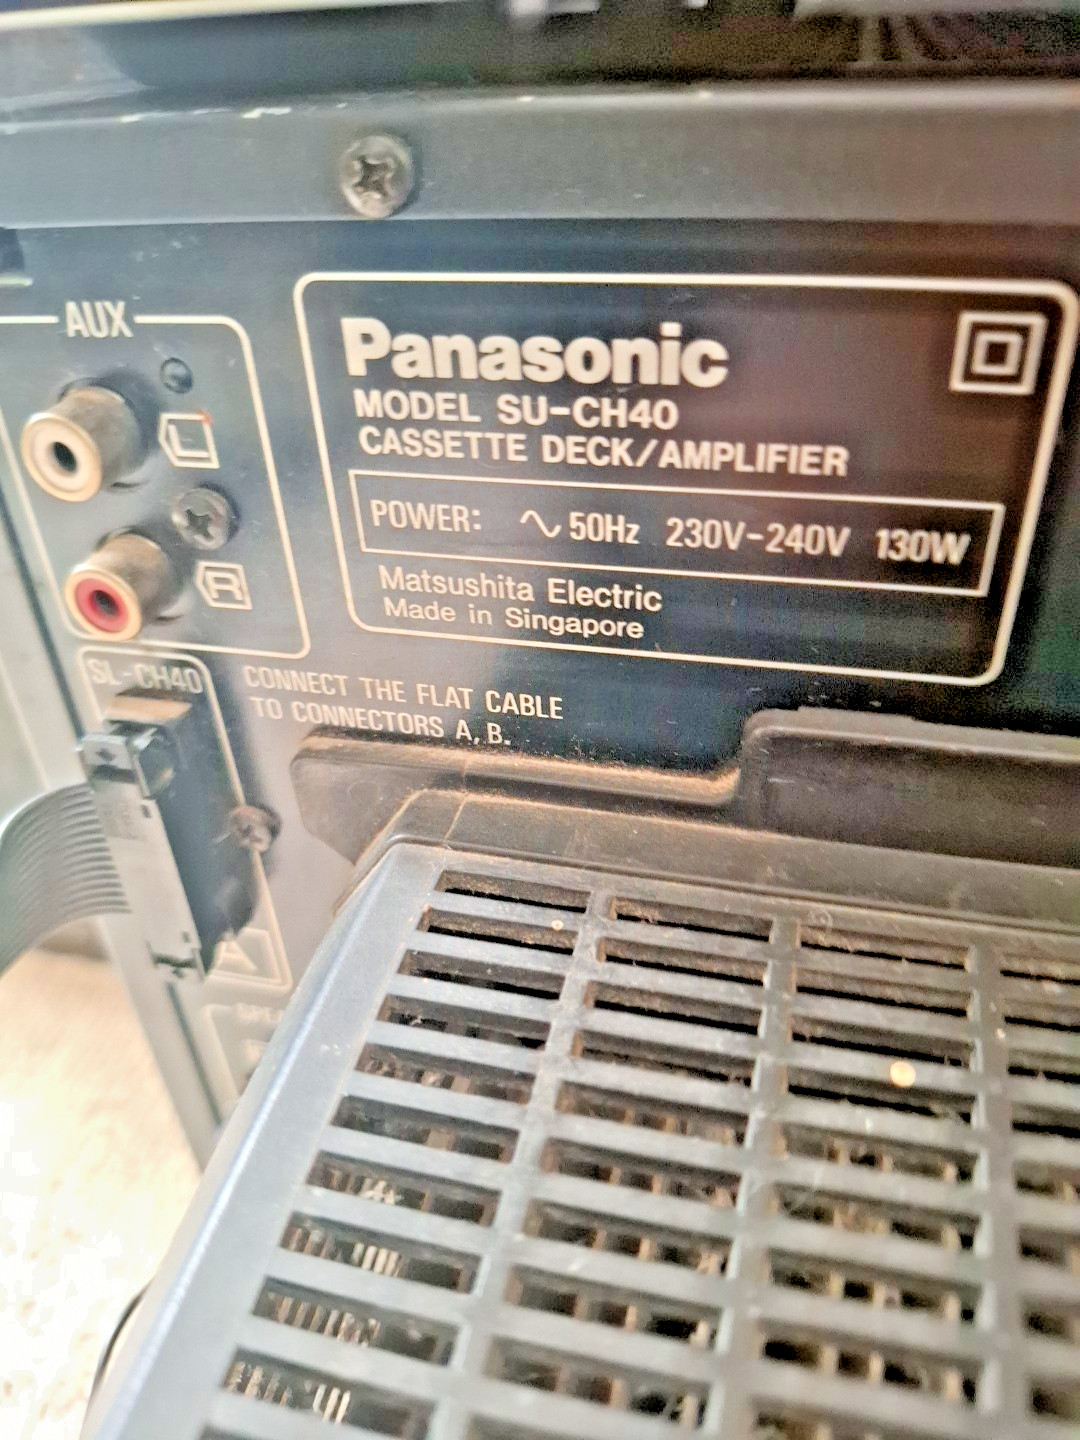 AUX
L
R
Panasonic
MODEL SU-CH40
CASSETTE DECK/AMPLIFIER
POWER: ∿ 50Hz 230V-240V 130W
Matsushita Electric
Made in Singapore
SL-CH40
CONNECT THE FLAT CABLE
TO CONNECTORS A, B.
A